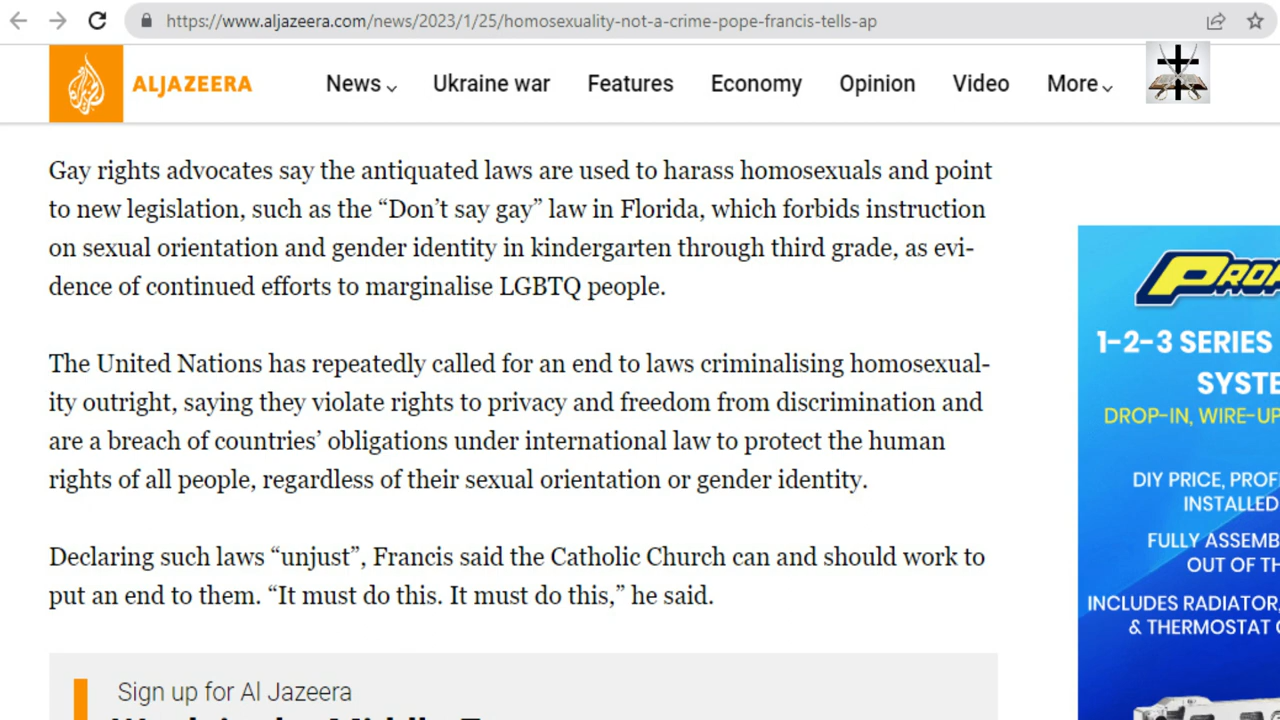 https://www.aljazeera.com/news/2023/1/25/homosexuality-not-a-crime-pope-francis-tells-ap
ALJAZEERA
News Ukraine war Features Economy Opinion Video More
Gay rights advocates say the antiquated laws are used to harass homosexuals and point
to new legislation, such as the “Don’t say gay” law in Florida, which forbids instruction
on sexual orientation and gender identity in kindergarten through third grade, as evi-
dence of continued efforts to marginalise LGBTQ people.
The United Nations has repeatedly called for an end to laws criminalising homosexual-
ity outright, saying they violate rights to privacy and freedom from discrimination and
are a breach of countries’ obligations under international law to protect the human
rights of all people, regardless of their sexual orientation or gender identity.
Declaring such laws “unjust”, Francis said the Catholic Church can and should work to
put an end to them. “It must do this. It must do this,” he said.
Sign up for Al Jazeera
1-2-3 SERIES
DROP-IN, WIRE-UP
DIY PRICE,
INSTALLED
FULLY
OUT OF
INCLUDES RADIATOR,
& THERMOSTAT